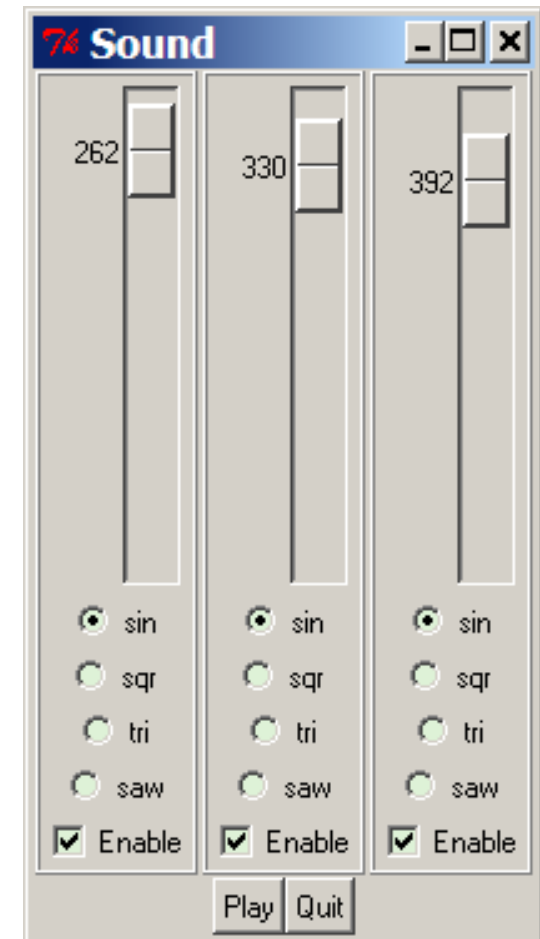 Sound
262 330 392
sin sin sin
sqr sqr sqr
tri tri tri
saw saw saw
Enable Enable Enable
Play Quit